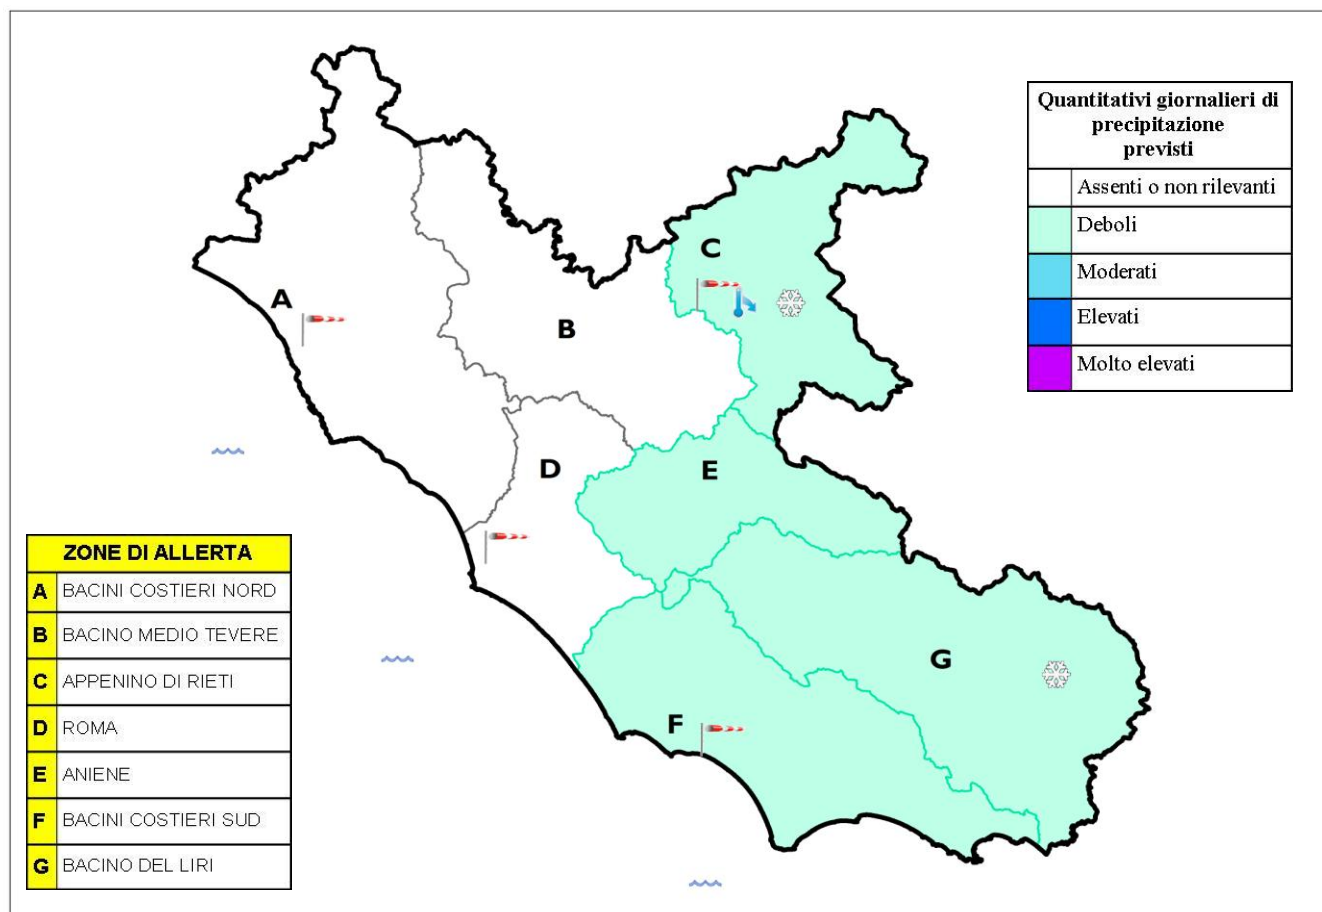 Quantitativi giornalieri di
precipitazione
previsti
Assenti o non rilevanti
Deboli
Moderati
Elevati
Molto elevati
C
A
B
D
E
G
F
ZONE DI ALLERTA
A BACINI COSTIERI NORD
B BACINO MEDIO TEVERE
C APPENINO DI RIETI
D ROMA
E ANIENE
F BACINI COSTIERI SUD
G BACINO DEL LIRI